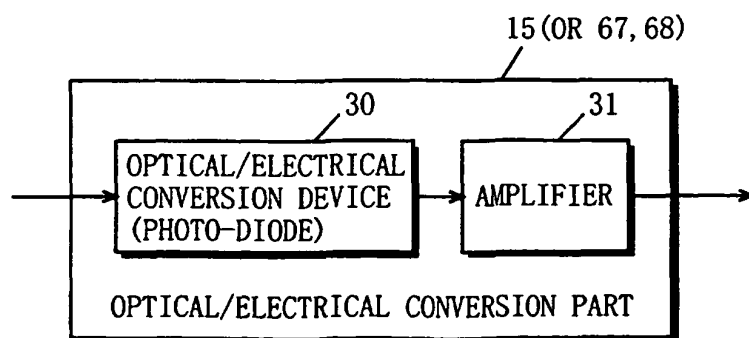 15(OR 67,68)
30
31
OPTICAL/ELECTRICAL
CONVERSION DEVICE
(PHOTO-DIODE)
AMPLIFIER
OPTICAL/ELECTRICAL CONVERSION PART